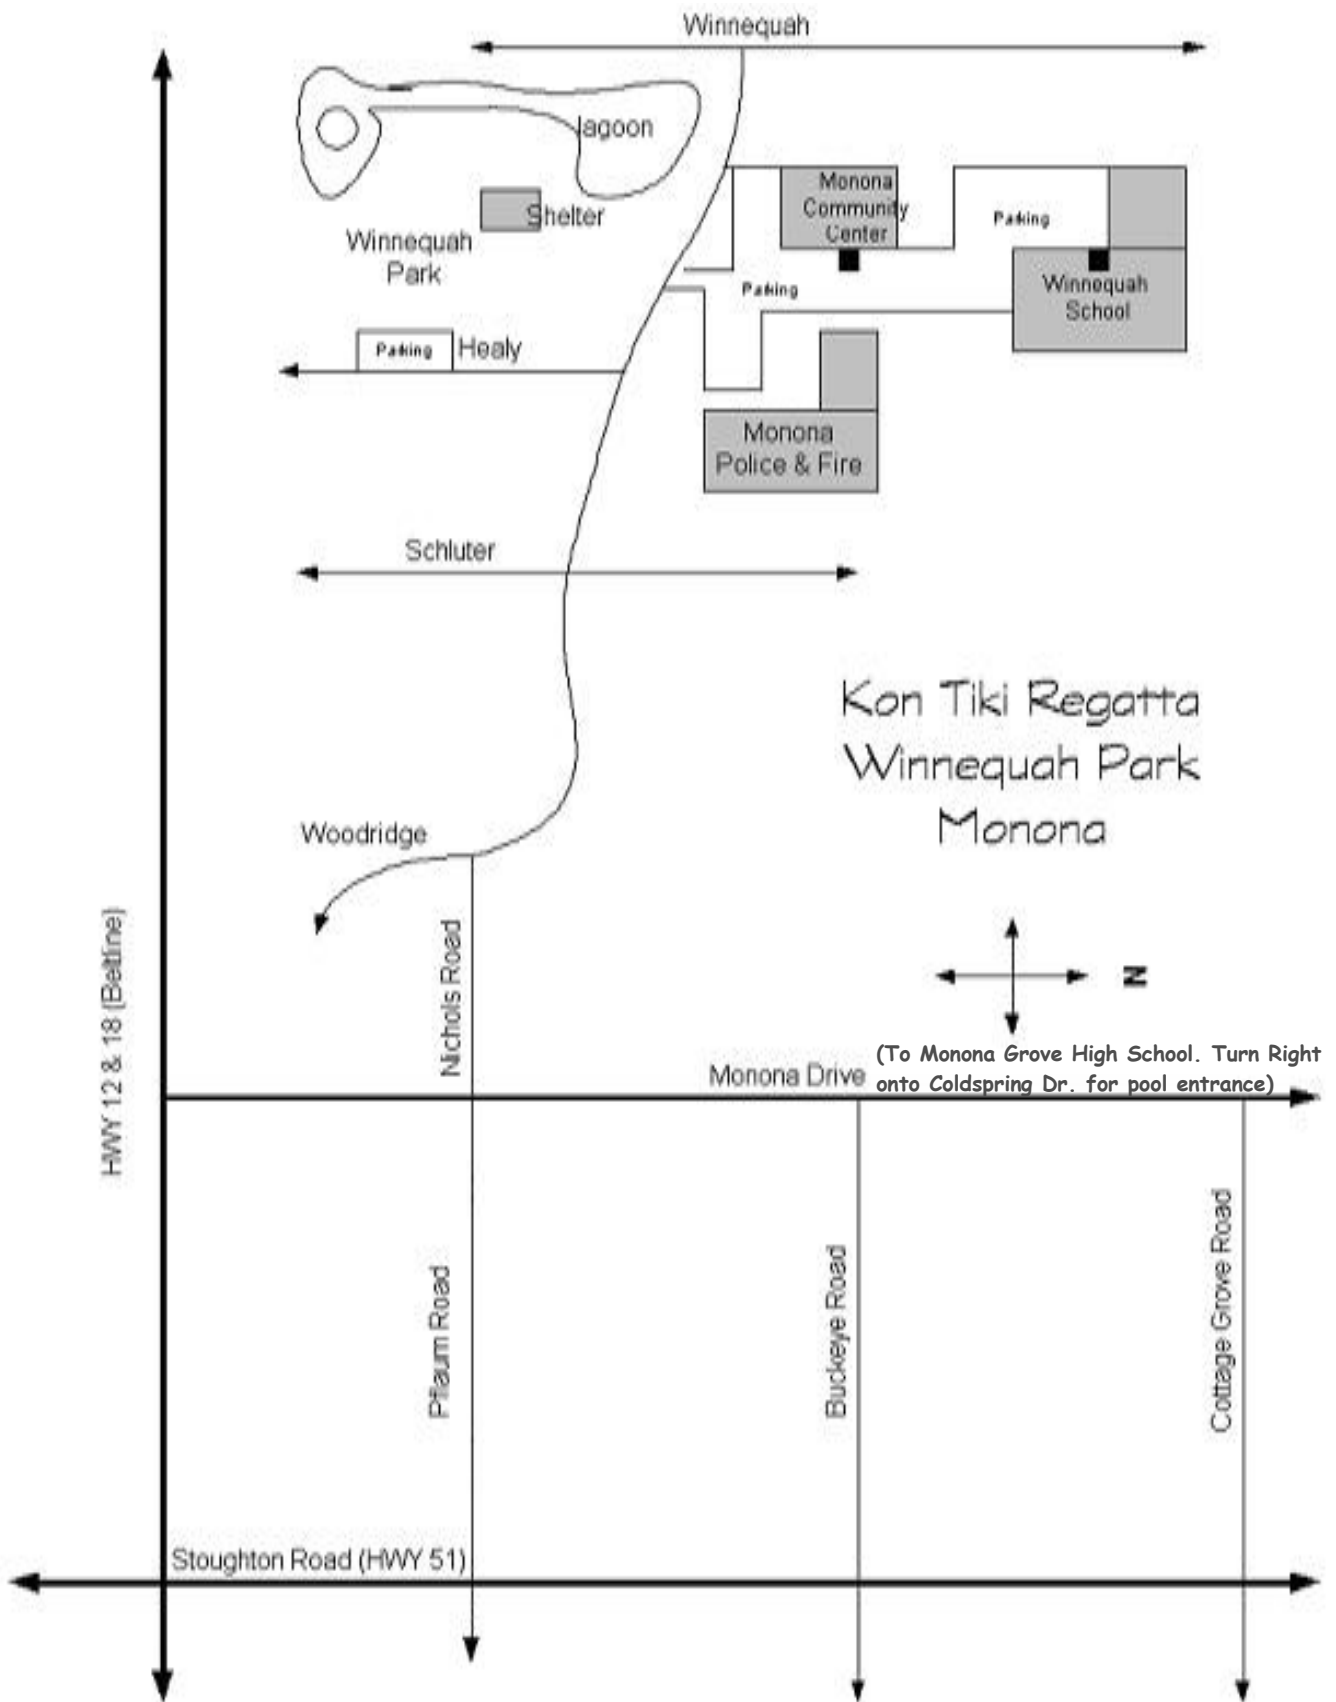 Winnequah
lagoon
Monona
Community
Center
Parking
Shelter
Winnequah
Park
Winnequah
School
Parking
Parking
Healy
Monona
Police & Fire
Schluter
Kon Tiki Regatta
Winnequah Park
Monona
Woodridge
HWY 12 & 18 (Beltline)
Nichols Road
N
(To Monona Grove High School. Turn Right
onto Coldspring Dr. for pool entrance)
Monona Drive
Pflaum Road
Buckeye Road
Cottage Grove Road
Stoughton Road (HWY 51)